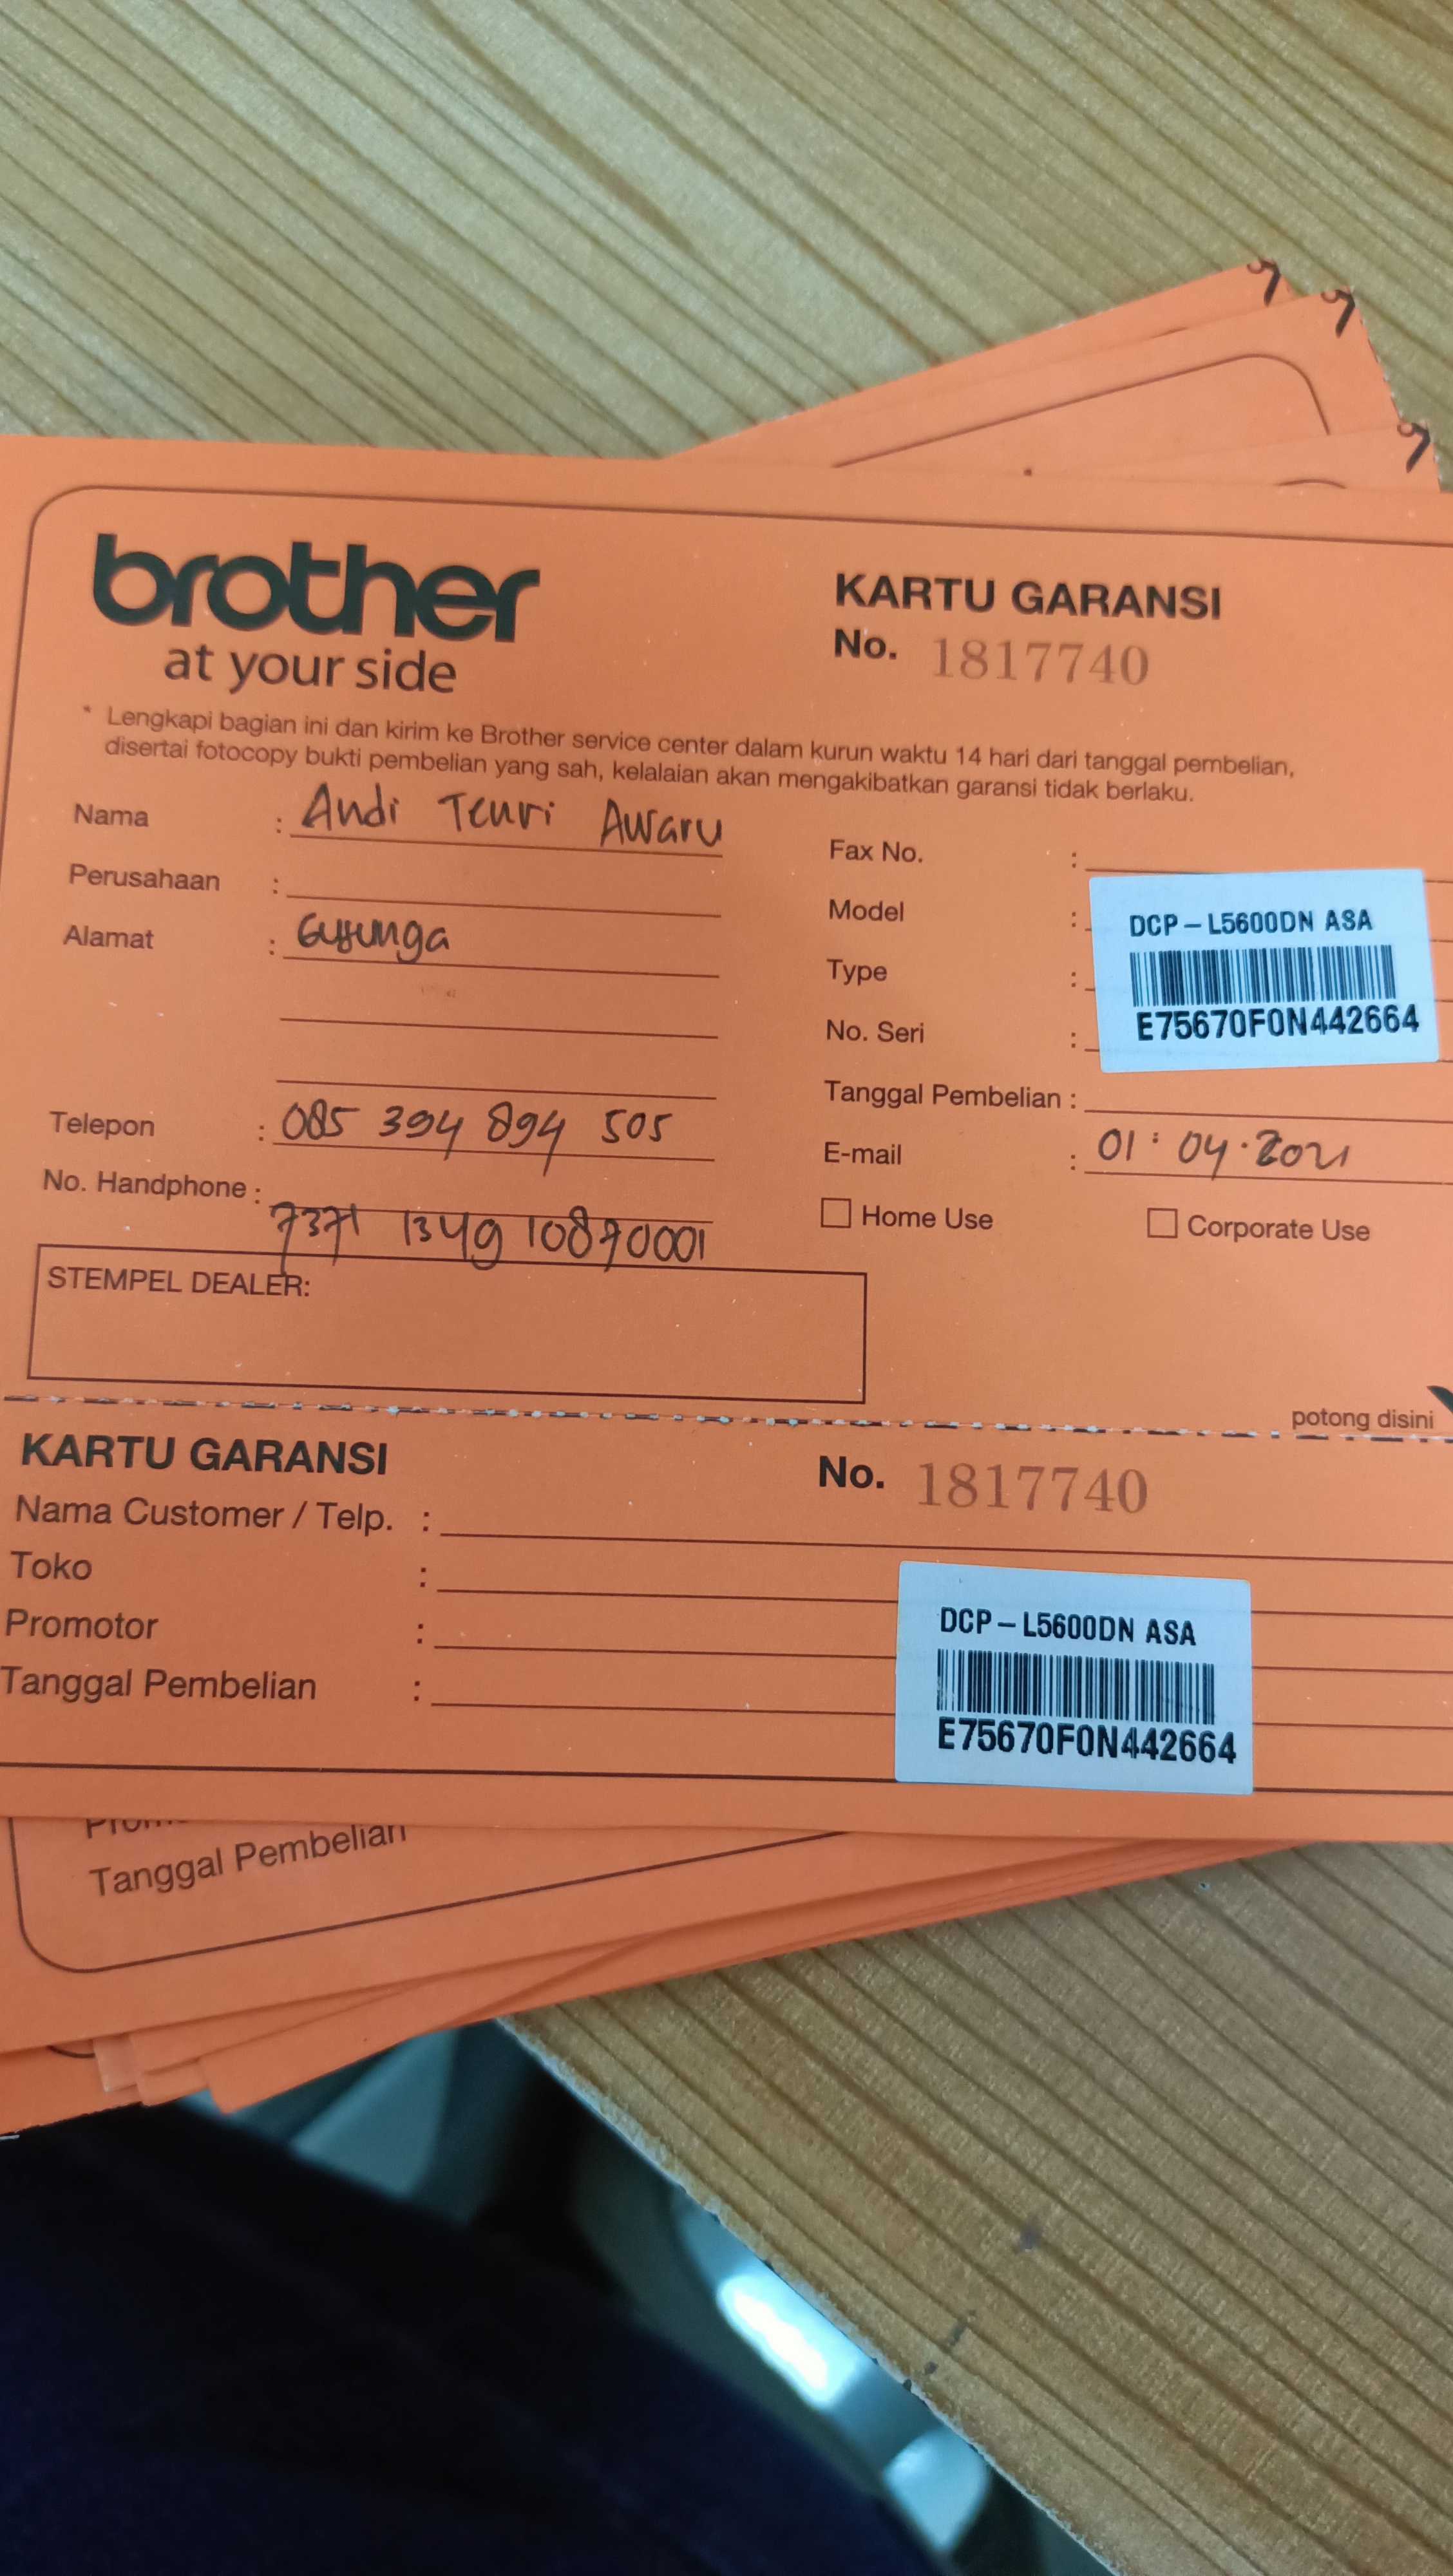 brother
at your side
KARTU GARANSI
No. 1817740
* Lengkapi bagian ini dan kirim ke Brother service center dalam kurun waktu 14 hari dari tanggal pembelian,
disertai fotocopy bukti pembelian yang sah, kelalaian akan mengakibatkan garansi tidak berlaku.
Nama : Andi Tenri Awaru
Perusahaan :
Alamat :
Telepon : 085 394 894 505
No. Handphone :
7371 1349 10870001
Fax No. :
Model :
Type :
No. Seri :
DCP-L5600DN ASA
E75670F0N442664
Tanggal Pembelian :
E-mail : 01 : 04 . 2021
Home Use
Corporate Use
STEMPEL DEALER:
potong disini
KARTU GARANSI
No. 1817740
Nama Customer / Telp. :
Toko :
Promotor :
Tanggal Pembelian :
DCP-L5600DN ASA
E75670F0N442664
Tanggal Pembelian